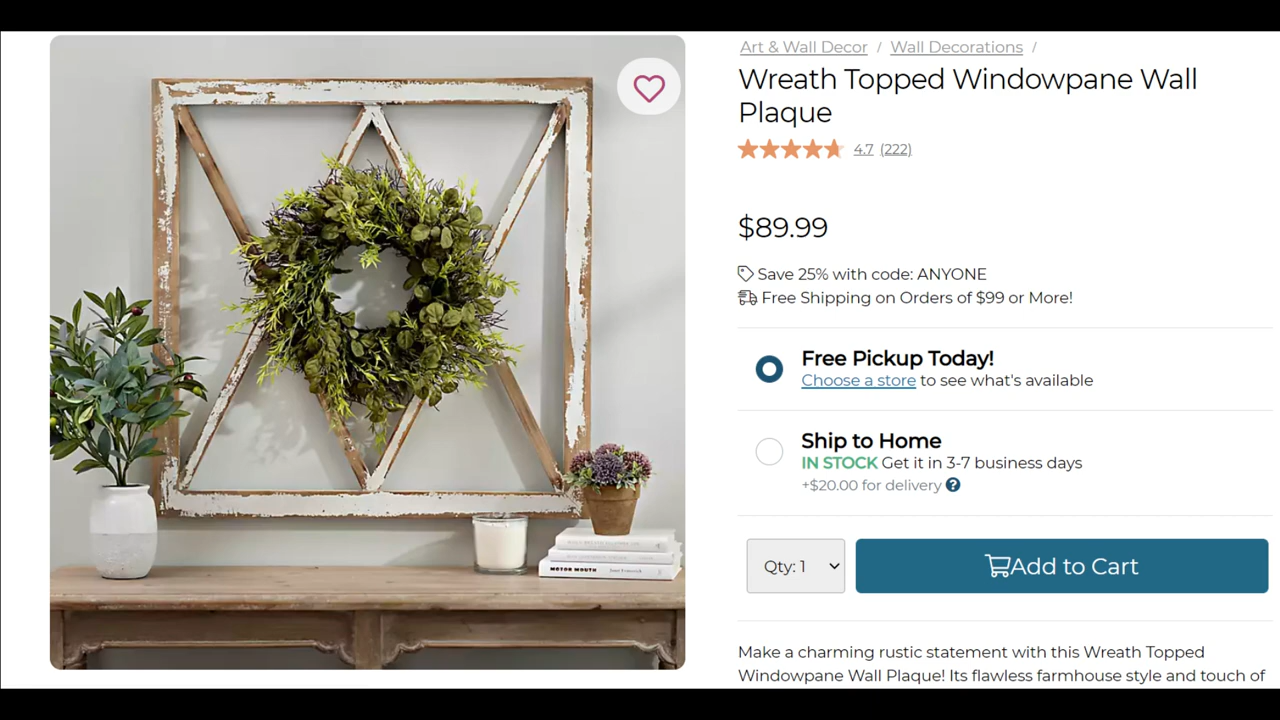 Art & Wall Decor / Wall Decorations /
Wreath Topped Windowpane Wall
Plaque
4.7 (222)
$89.99
Save 25% with code: ANYONE
Free Shipping on Orders of $99 or More!
Free Pickup Today!
Choose a store to see what's available
Ship to Home
IN STOCK Get it in 3-7 business days
+$20.00 for delivery ?
Qty: 1
Add to Cart
Make a charming rustic statement with this Wreath Topped
Windowpane Wall Plaque! Its flawless farmhouse style and touch of
MOTOR MOUTH